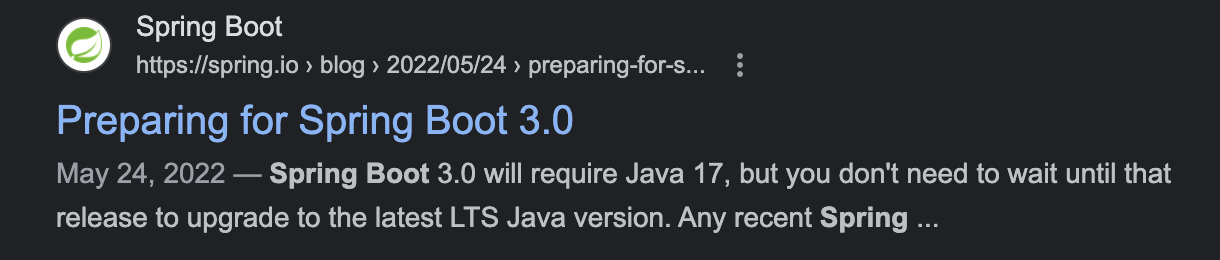 Spring Boot
https://spring.io › blog › 2022/05/24 › preparing-for-s...
Preparing for Spring Boot 3.0
May 24, 2022 — Spring Boot 3.0 will require Java 17, but you don't need to wait until that
release to upgrade to the latest LTS Java version. Any recent Spring ...